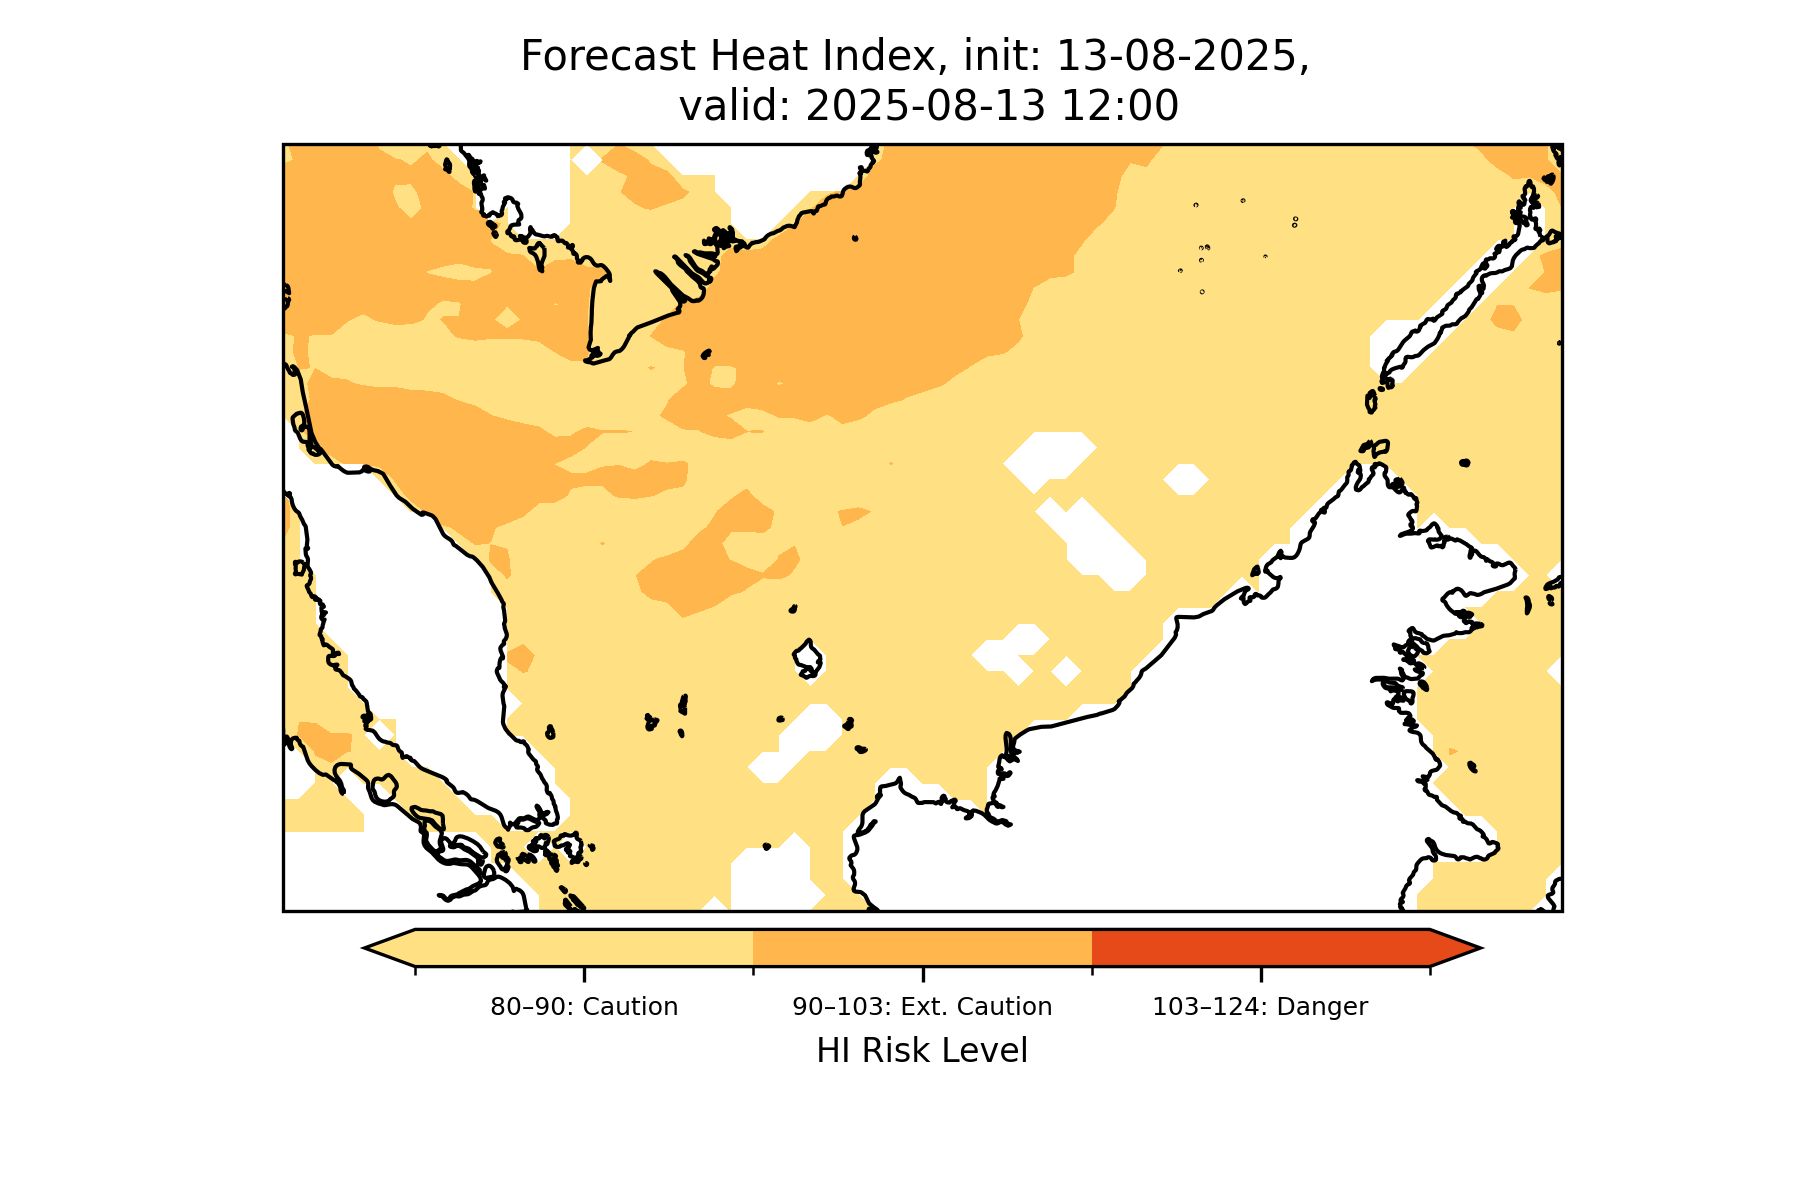 Forecast Heat Index, init: 13-08-2025,
valid: 2025-08-13 12:00
80–90: Caution
90–103: Ext. Caution
103–124: Danger
HI Risk Level